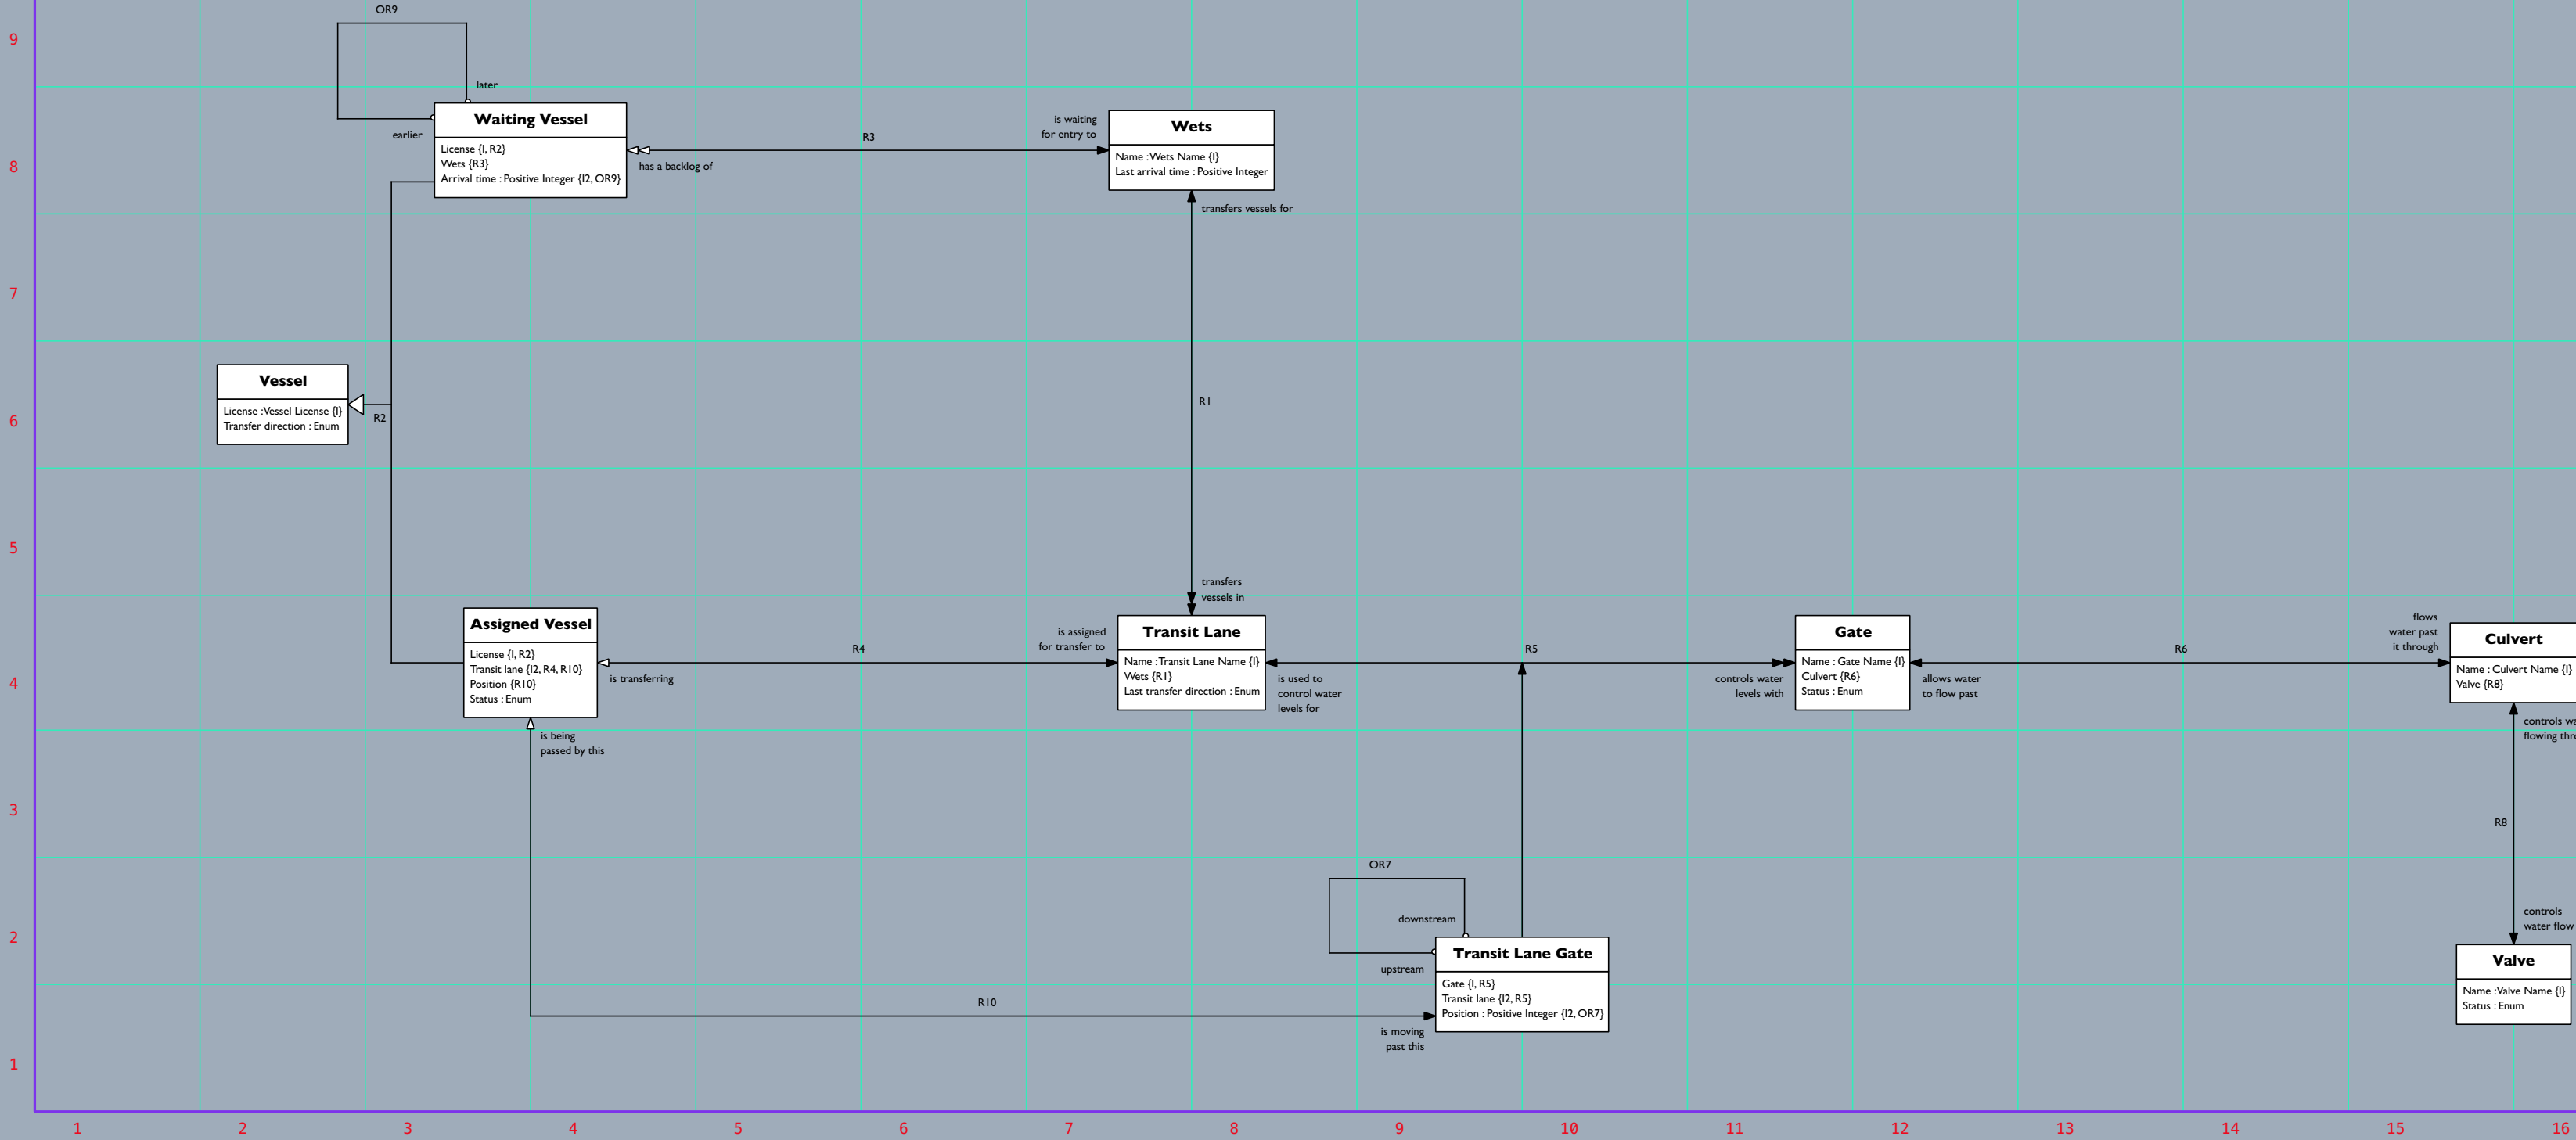 OR9
9
later
Waiting Vessel
earlier
License {I, R2}
Wets {R3}
Arrival time : Positive Integer {I2, OR9}
has a backlog of
R3
is waiting
for entry to
Wets
Name : Wets Name {I}
Last arrival time : Positive Integer
8
transfers vessels for
7
Vessel
License : Vessel License {I}
Transfer direction : Enum
R2
R1
6
5
transfers
vessels in
Assigned Vessel
License {I, R2}
Transit lane {I2, R4, R10}
Position {R10}
Status : Enum
is transferring
R4
is assigned
for transfer to
Transit Lane
Name : Transit Lane Name {I}
Wets {R1}
Last transfer direction : Enum
is used to
control water
levels for
R5
controls water
levels with
Gate
Name : Gate Name {I}
Culvert {R6}
Status : Enum
allows water
to flow past
R6
flows
water past
it through
Culvert
Name : Culvert Name {I}
Valve {R8}
4
is being
passed by this
controls
flowing
3
R8
OR7
downstream
upstream
Transit Lane Gate
Gate {I, R5}
Transit lane {I2, R5}
Position : Positive Integer {I2, OR7}
2
controls
water flow
Valve
Name : Valve Name {I}
Status : Enum
R10
is moving
past this
1
1 2 3 4 5 6 7 8 9 10 11 12 13 14 15 16